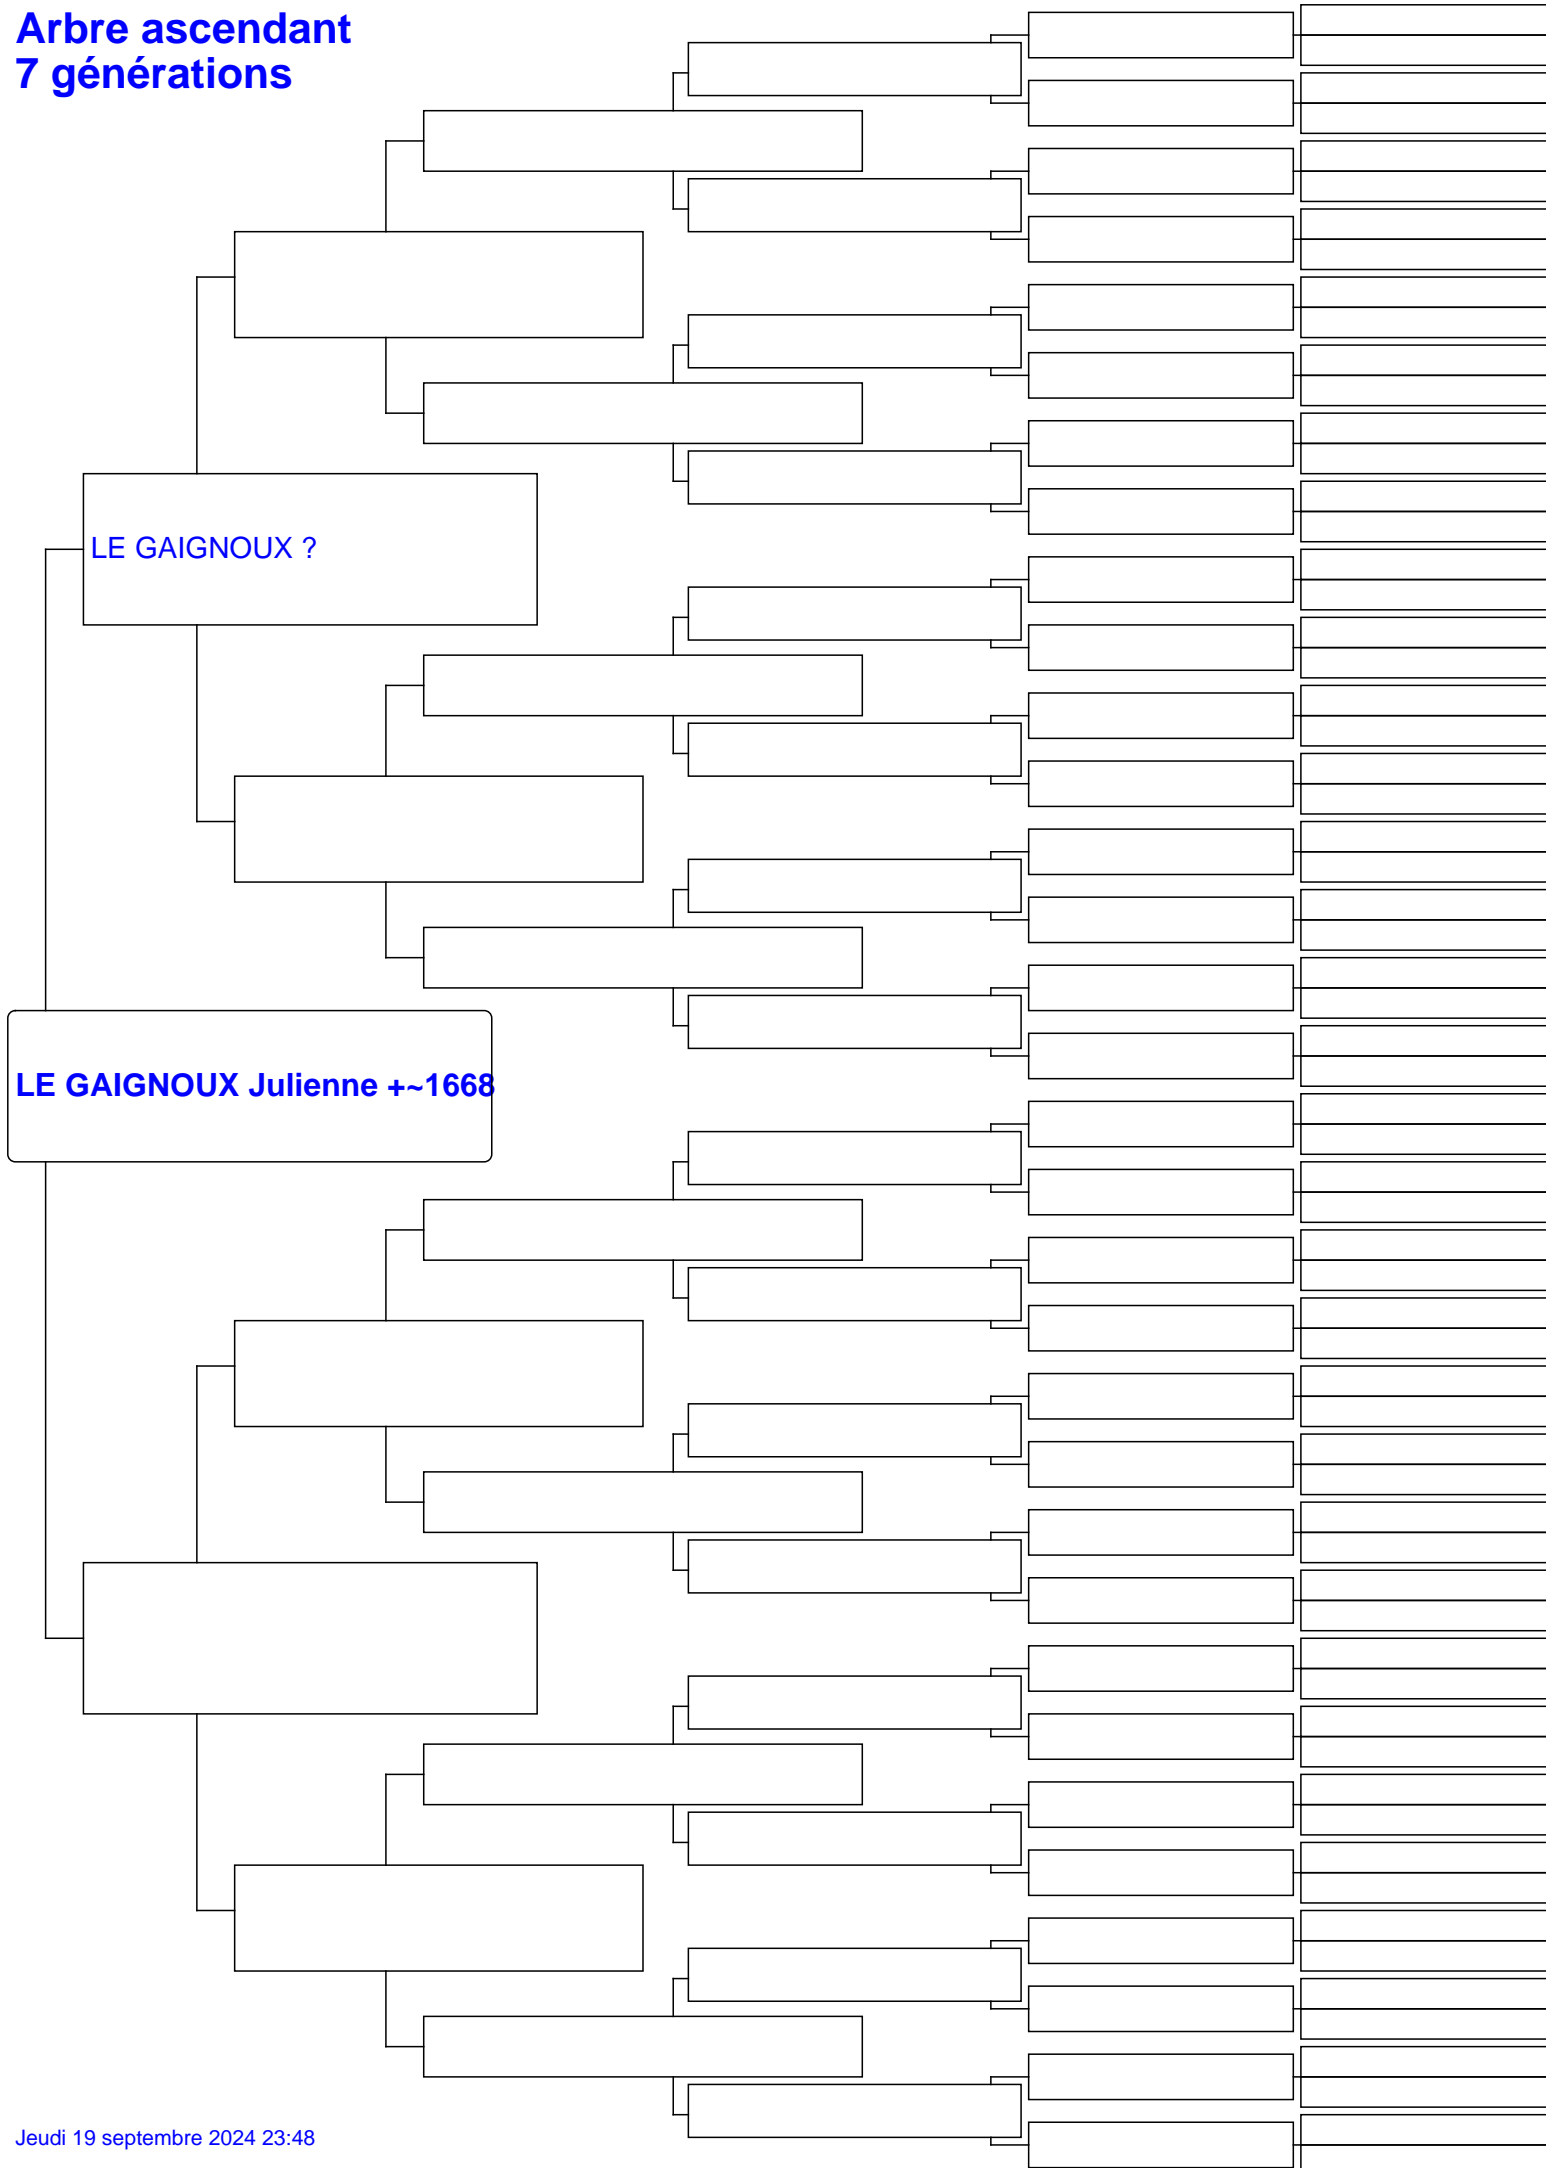 Arbre ascendant
7 générations
LE GAIGNOUX ?
LE GAIGNOUX Julienne +~1668
Jeudi 19 septembre 2024 23:48